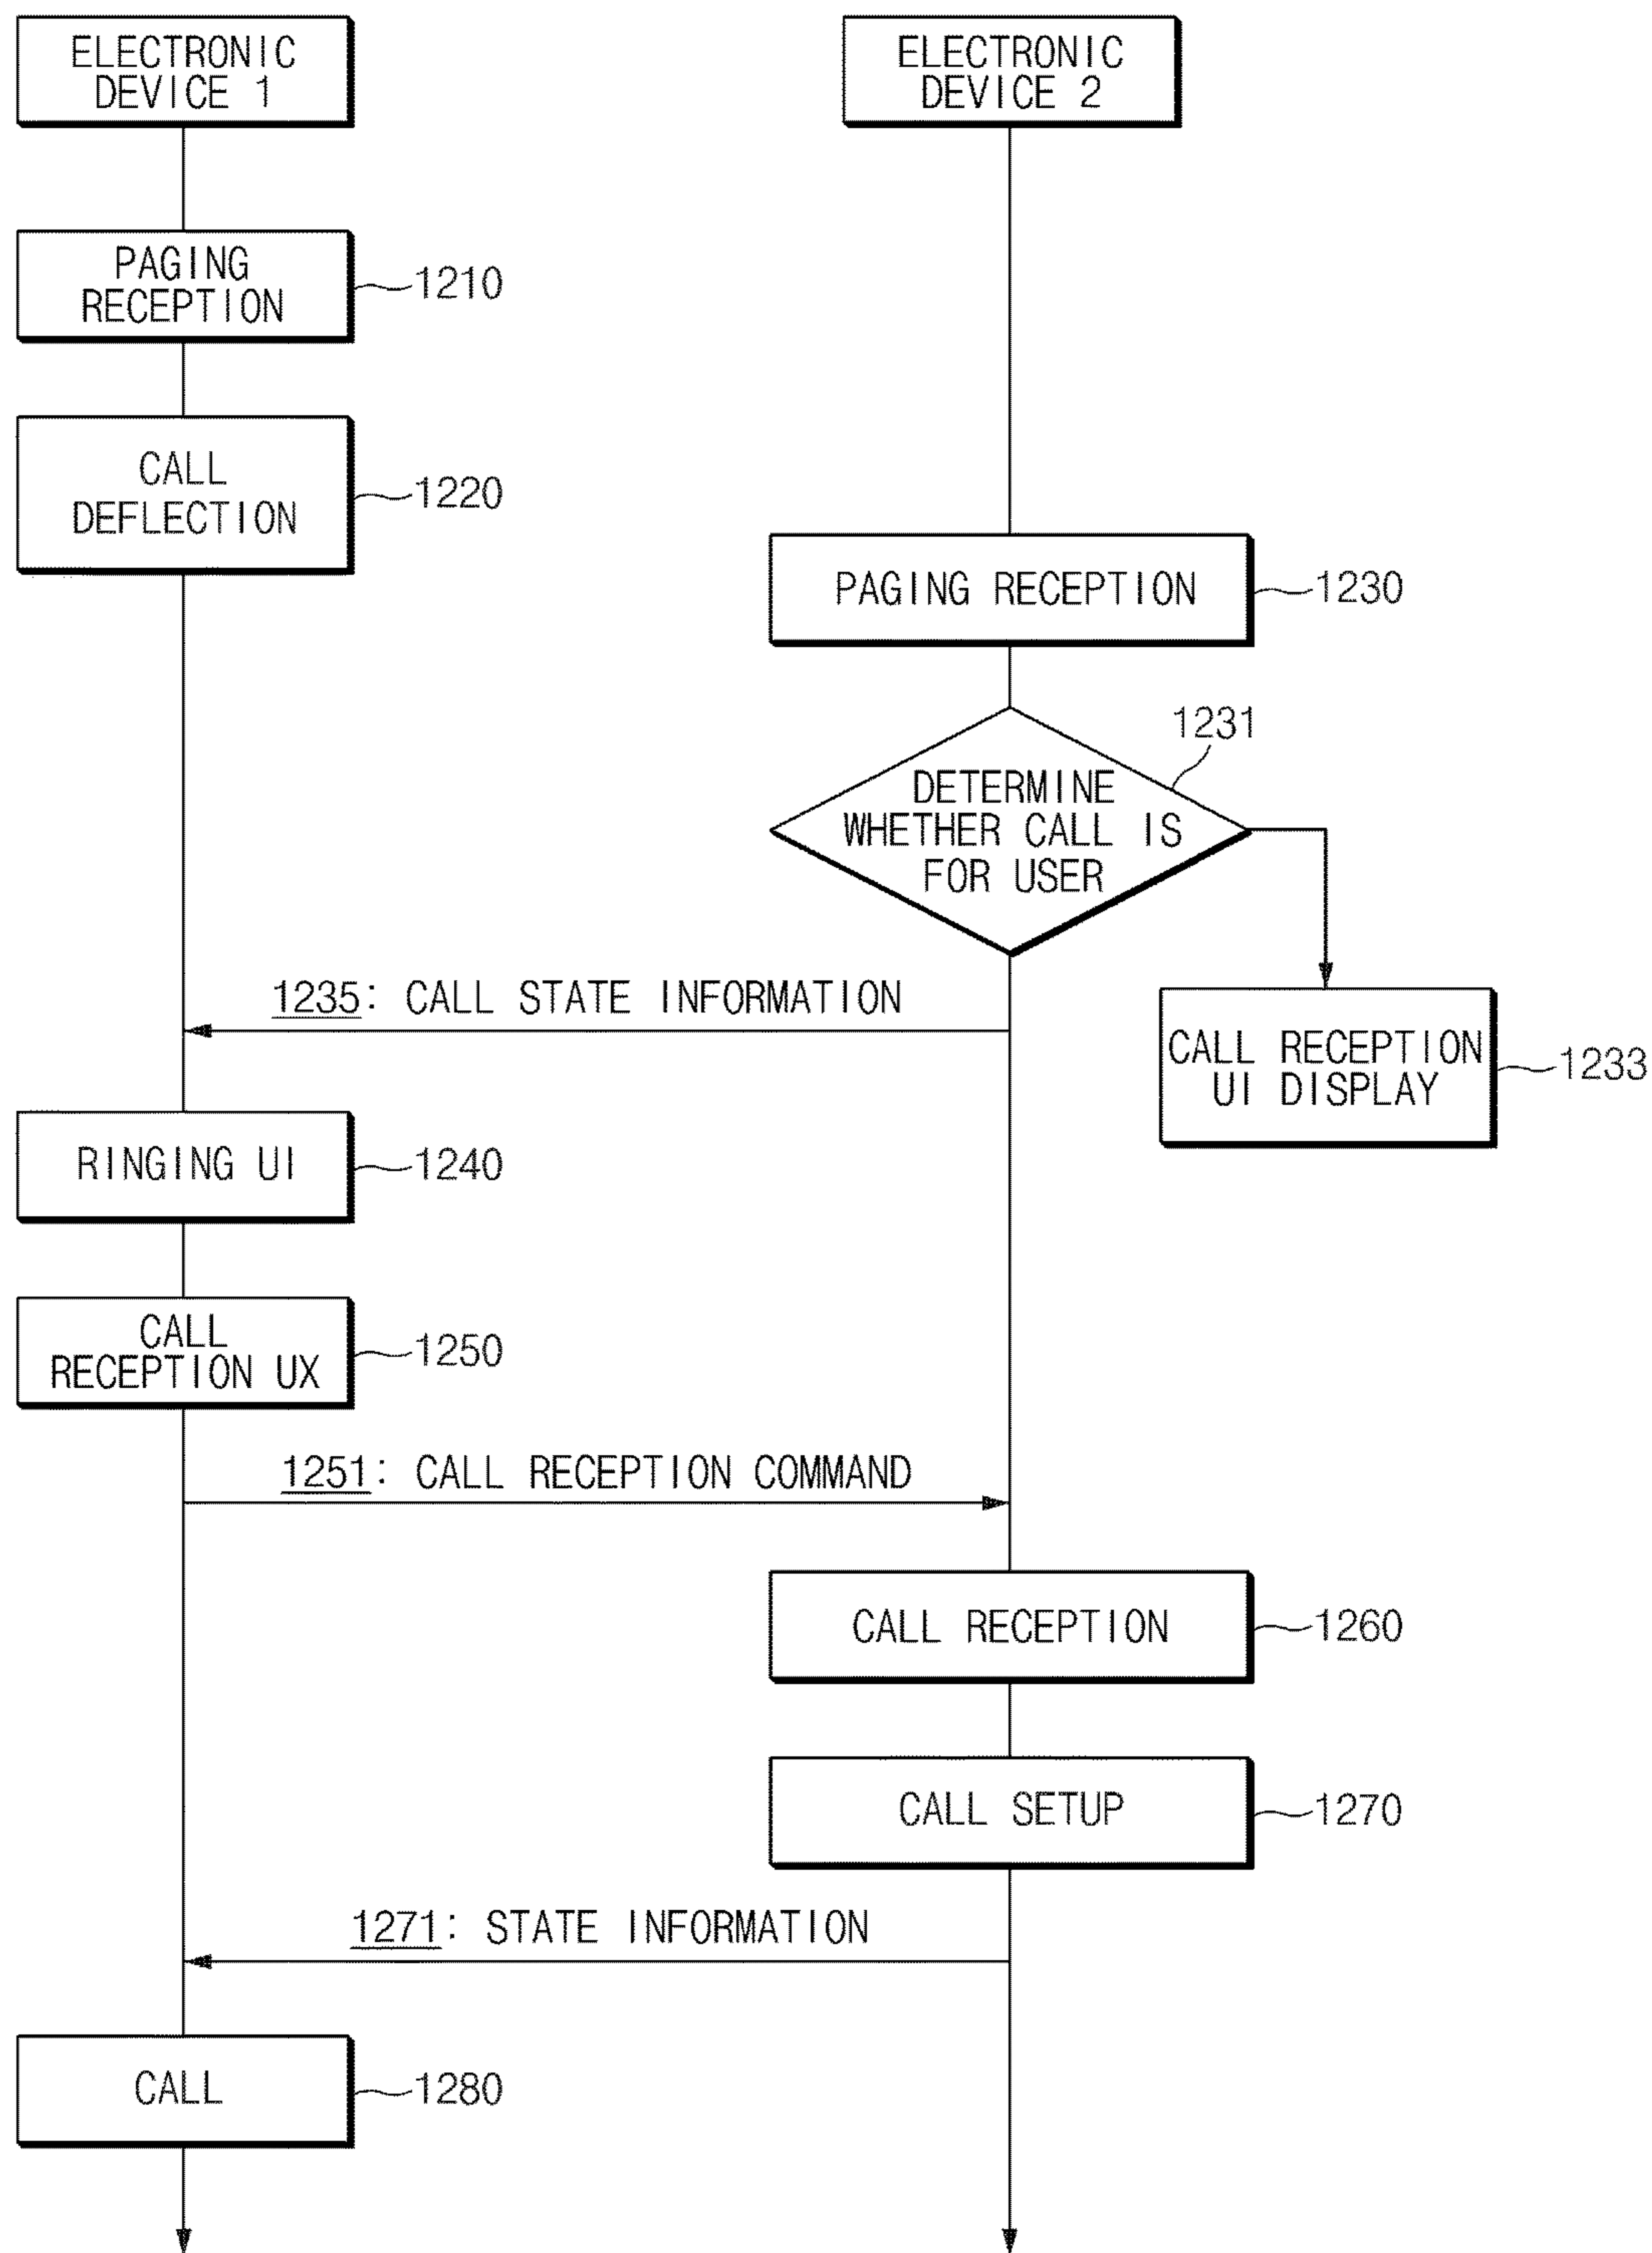 ELECTRONIC
DEVICE 1
ELECTRONIC
DEVICE 2
PAGING
RECEPTION
1210
CALL
DEFLECTION
1220
PAGING RECEPTION
1230
1231
DETERMINE
WHETHER CALL IS
FOR USER
1235: CALL STATE INFORMATION
CALL RECEPTION
UI DISPLAY
1233
RINGING UI
1240
CALL
RECEPTION UX
1250
1251: CALL RECEPTION COMMAND
CALL RECEPTION
1260
CALL SETUP
1270
1271: STATE INFORMATION
CALL
1280